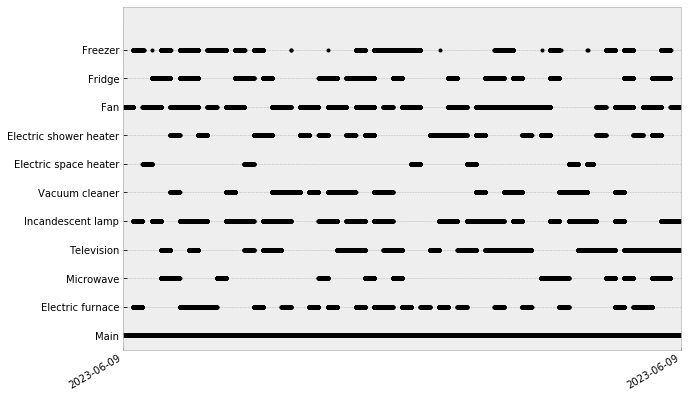 Freezer
Fridge
Fan
Electric shower heater
Electric space heater
Vacuum cleaner
Incandescent lamp
Television
Microwave
Electric furnace
Main
2023-06-09
2023-06-09